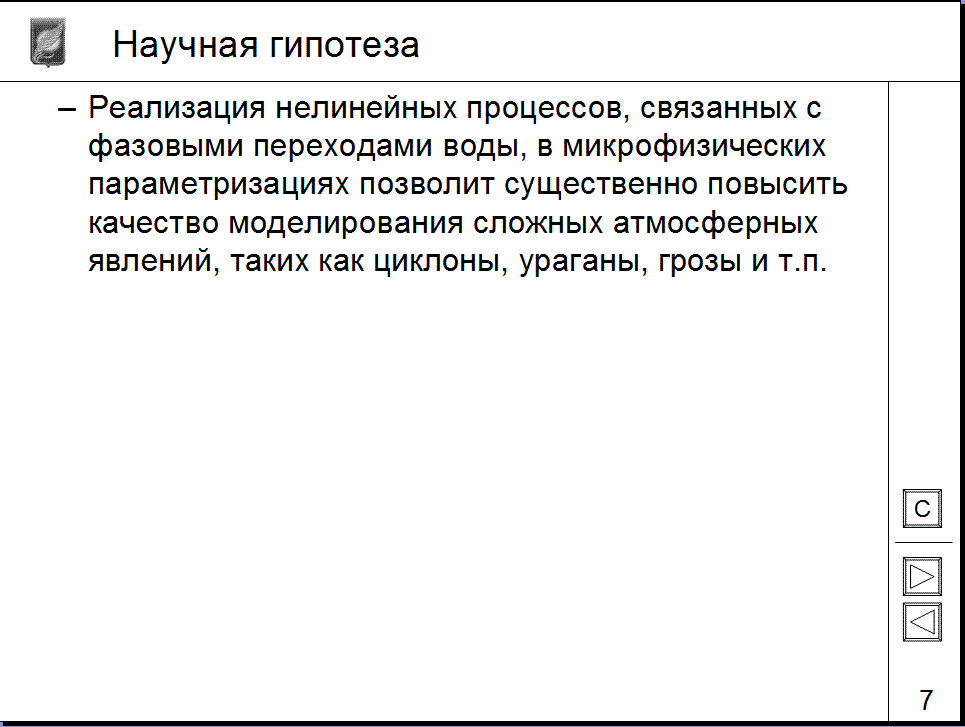 Научная гипотеза
– Реализация нелинейных процессов, связанных с
фазовыми переходами воды, в микрофизических
параметризациях позволит существенно повысить
качество моделирования сложных атмосферных
явлений, таких как циклоны, ураганы, грозы и т.п.
С
7